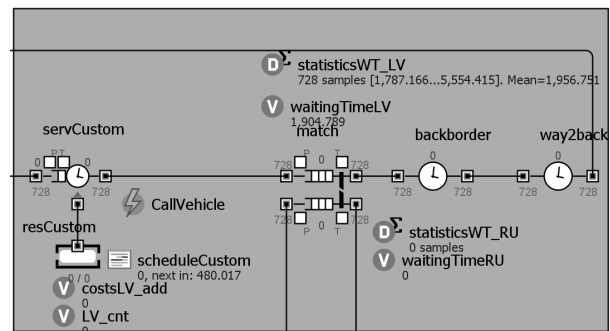 statisticsWT_LV
728 samples [1,787.166...5,554.415]. Mean=1,956.751
waitingTimeLV
1,904.789
servCustom
match
backborder
way2back
PT
P
T
0
0
0
0
0
728
728
728
728
728
728
728
728
728
728
P
T
0
CallVehicle
statisticsWT_RU
0 samples
waitingTimeRU
0
resCustom
0 / 0
scheduleCustom
0, next in: 480.017
costsLV_add
0
LV_cnt
0
D
V
D
V
V
V